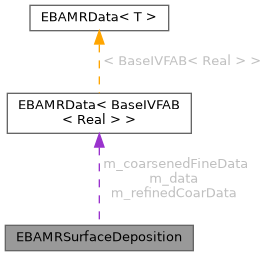 EBAMRData< T >
< BaseIVFAB< Real > >
EBAMRData< BaseIVFAB
< Real > >
m_coarsenedFineData
m_data
m_refinedCoarData
EBAMRSurfaceDeposition